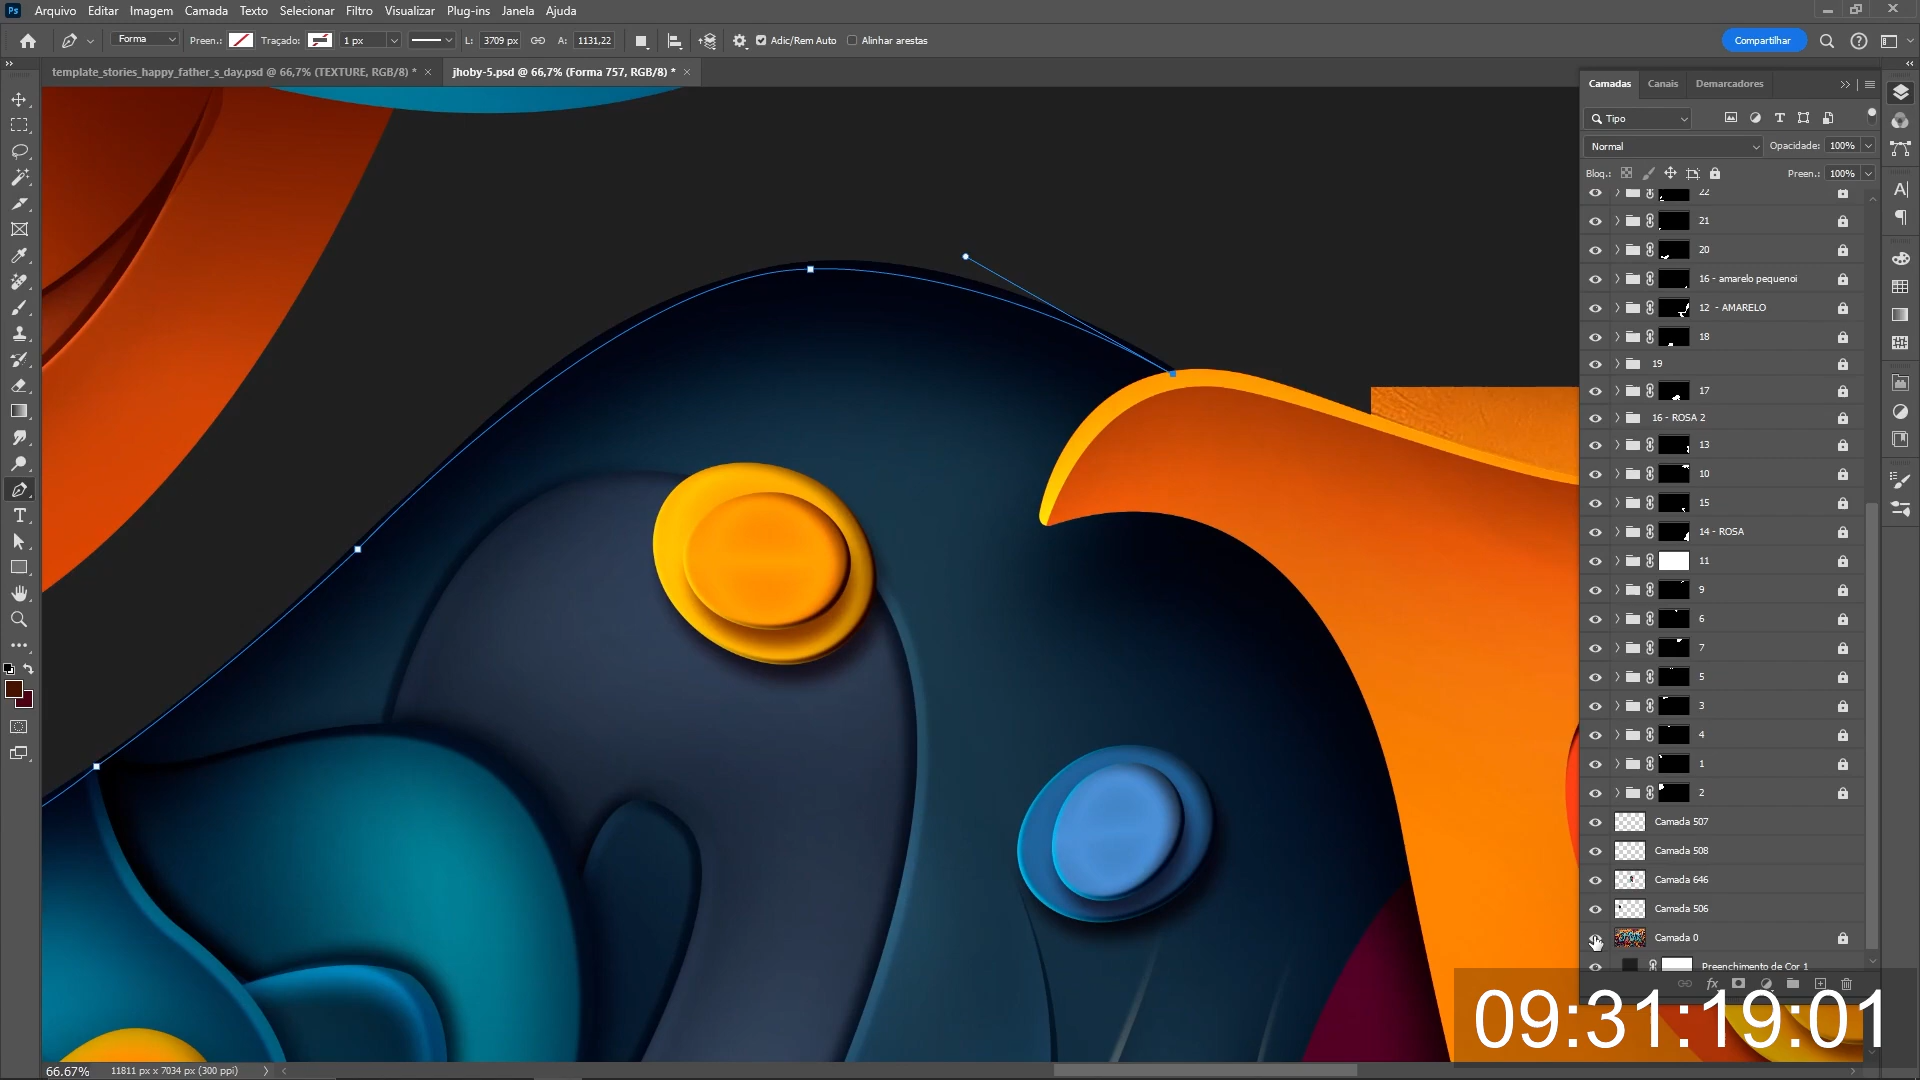 Ps Arquivo Editar Imagem Camada Texto Selecionar Filtro Visualizar Plug-ins Janela Ajuda
Forma Preen.: Traçado: 1 px L: 3709 px A: 1131,22 Adic/Rem Auto Alinhar arestas Compartilhar
template_stories_happy_father_s_day.psd @ 66,7% (TEXTURE, RGB/8) * × jhoby-5.psd @ 66,7% (Forma 757, RGB/8) * ×
Camadas Canais Demarcadores
Tipo
Normal Opacidade: 100%
Bloq.: Preen.: 100%
22
21
20
16 - amarelo pequenoi
12 - AMARELO
18
19
17
16 - ROSA 2
13
10
15
14 - ROSA
11
9
6
7
5
3
4
1
2
Camada 507
Camada 508
Camada 646
Camada 506
Camada 0
Preenchimento de Cor 1
fx
09:31:19:01
66.67% 11811 px x 7034 px (300 ppi)